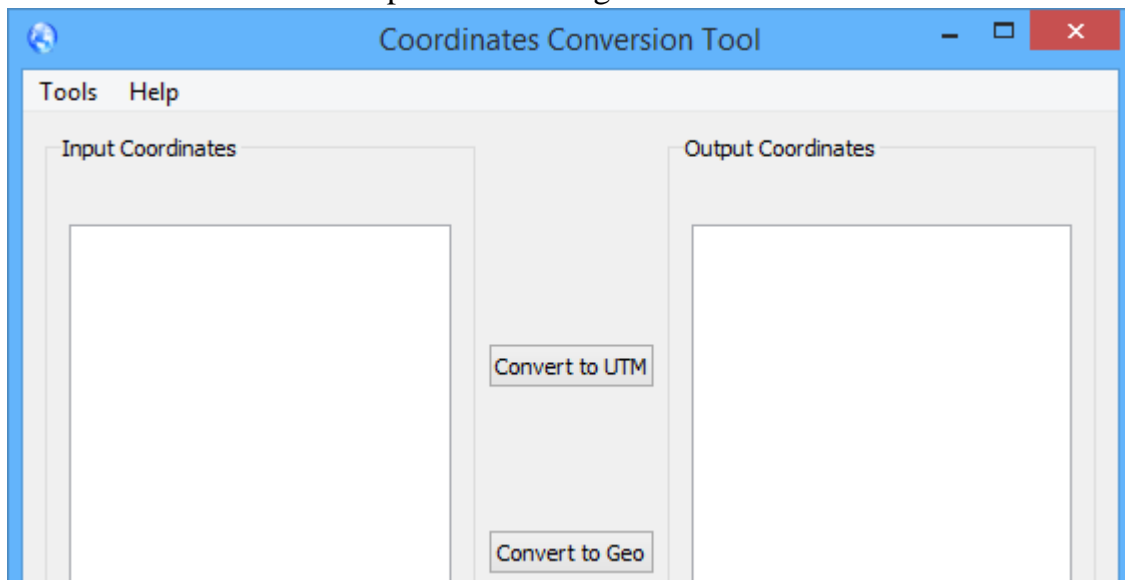 Coordinates Conversion Tool
Tools Help
Input Coordinates
Output Coordinates
Convert to UTM
Convert to Geo